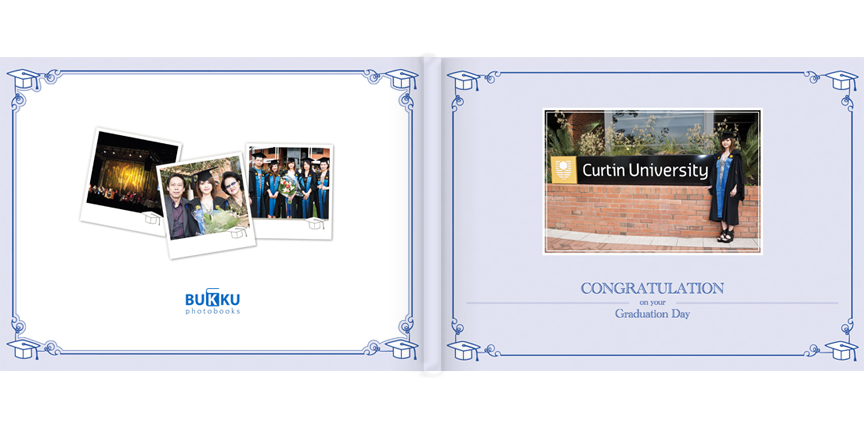 BUKKU
photobooks
Curtin University
CONGRATULATION
on your
Graduation Day